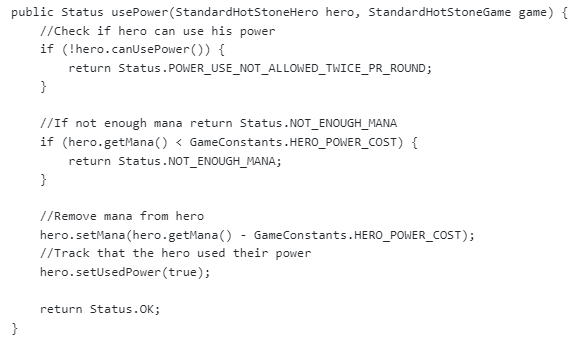 public Status usePower(StandardHotStoneHero hero, StandardHotStoneGame game) {
    //Check if hero can use his power
    if (!hero.canUsePower()) {
        return Status.POWER_USE_NOT_ALLOWED_TWICE_PR_ROUND;
    }

    //If not enough mana return Status.NOT_ENOUGH_MANA
    if (hero.getMana() < GameConstants.HERO_POWER_COST) {
        return Status.NOT_ENOUGH_MANA;
    }

    //Remove mana from hero
    hero.setMana(hero.getMana() - GameConstants.HERO_POWER_COST);
    //Track that the hero used their power
    hero.setUsedPower(true);

    return Status.OK;
}